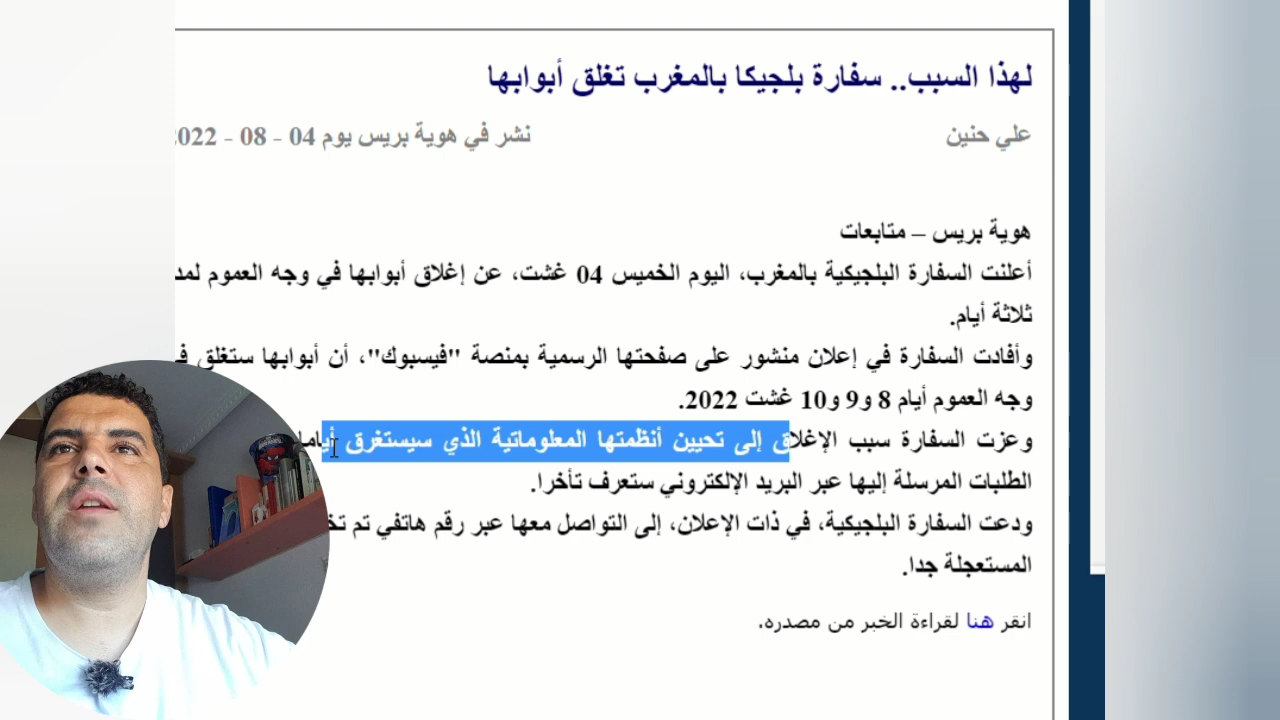 لهذا السبب.. سفارة بلجيكا بالمغرب تغلق أبوابها
علي حنين
نشر في هوية بريس يوم 04 - 08 - 2022
هوية بريس – متابعات
أعلنت السفارة البلجيكية بالمغرب، اليوم الخميس 04 غشت، عن إغلاق أبوابها في وجه العموم
ثلاثة أيام.
وأفادت السفارة في إعلان منشور على صفحتها الرسمية بمنصة "فيسبوك"، أن أبوابها ستغلق
وجه العموم أيام 8 و9 و10 غشت 2022.
وعزت السفارة سبب الإغلاق إلى تحيين أنظمتها المعلوماتية الذي سيستغرق
الطلبات المرسلة إليها عبر البريد الإلكتروني ستعرف تأخرا.
ودعت السفارة البلجيكية، في ذات الإعلان، إلى التواصل معها عبر رقم هاتفي تم
المستعجلة جدا.
انقر هنا لقراءة الخبر من مصدره.